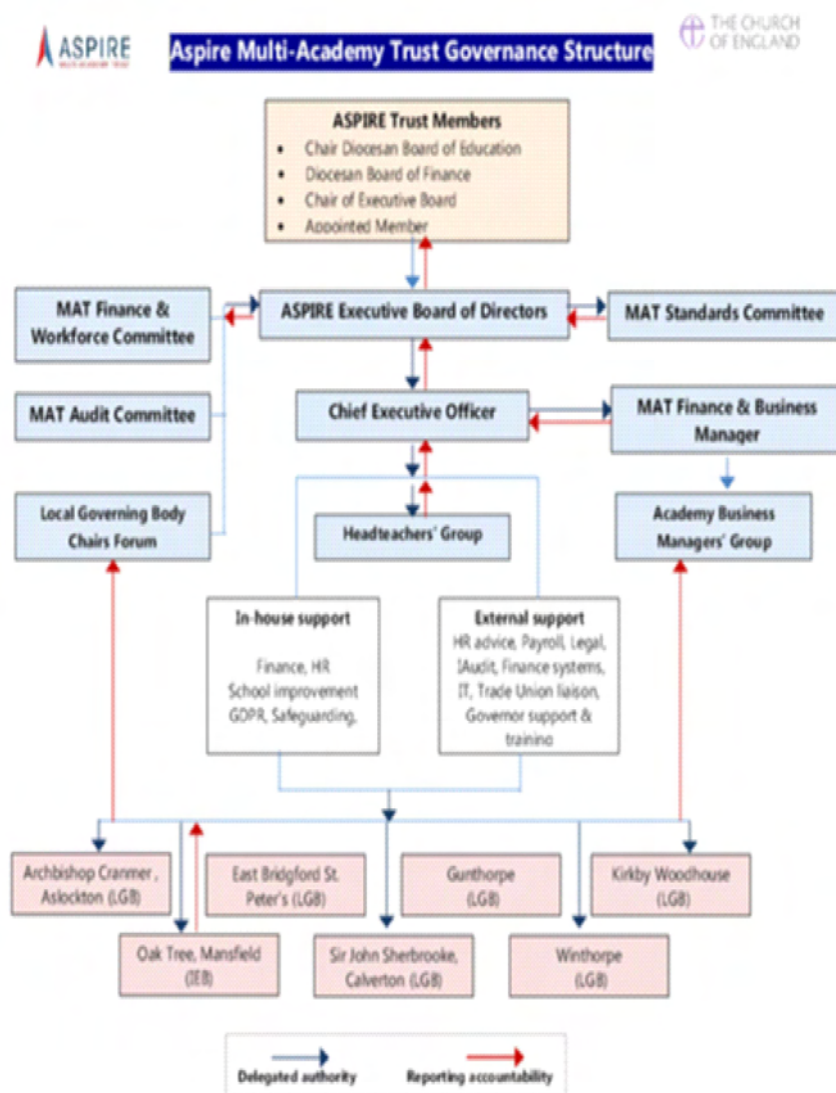 ASPIRE
MULTI-ACADEMY TRUST
Aspire Multi-Academy Trust Governance Structure
THE CHURCH
OF ENGLAND
ASPIRE Trust Members
• Chair Diocesan Board of Education
• Diocesan Board of Finance
• Chair of Executive Board
• Appointed Member
MAT Finance &
Workforce Committee
ASPIRE Executive Board of Directors
MAT Standards Committee
MAT Audit Committee
Chief Executive Officer
MAT Finance & Business
Manager
Local Governing Body
Chairs Forum
Headteachers' Group
Academy Business
Managers' Group
In-house support
Finance, HR
School improvement
GDPR, Safeguarding,
External support
HR advice, Payroll, Legal,
IAudit, Finance systems,
IT, Trade Union liaison,
Governor support &
training
Archbishop Cranmer ,
Aslockton (LGB)
East Bridgford St.
Peter's (LGB)
Gunthorpe
(LGB)
Kirkby Woodhouse
(LGB)
Oak Tree, Mansfield
(IEB)
Sir John Sherbrooke,
Calverton (LGB)
Winthorpe
(LGB)
Delegated authority
Reporting accountability